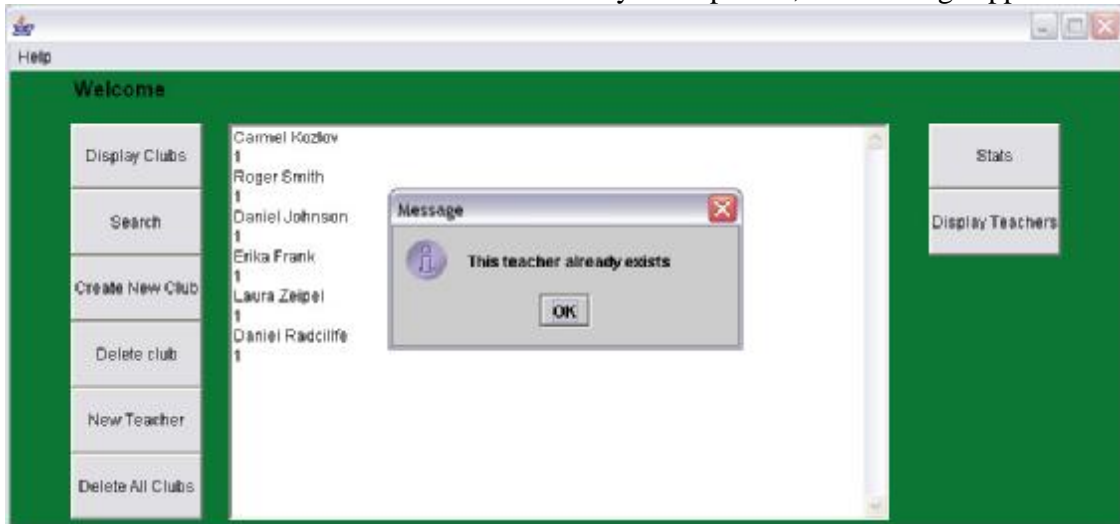 Help
Welcome
Display Clubs
Search
Create New Club
Delete club
New Teacher
Delete All Clubs
Carmel Kozlov
1
Roger Smith
1
Daniel Johnson
1
Erika Frank
1
Laura Zeipel
1
Daniel
1
Message
This teacher already exists
OK
Stats
Display Teachers